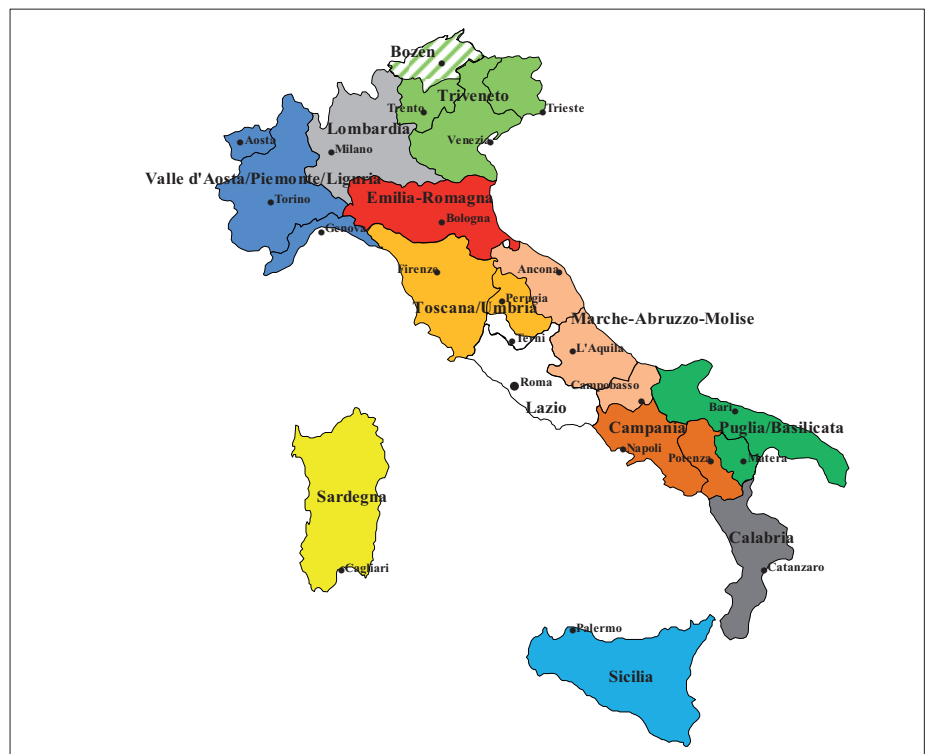 Bozen
Triveneto
Trento
Trieste
Lombardia
Venezia
Aosta
Milano
Valle d'Aosta/Piemonte/Liguria
Emilia-Romagna
Torino
Bologna
Genova
Firenze
Ancona
Perugia
Toscana/Umbria
Marche-Abruzzo-Molise
Terni
L'Aquila
Roma
Campobasso
Lazio
Bari
Campania
Puglia/Basilicata
Napoli
Potenza
Matera
Sardegna
Calabria
Cagliari
Catanzaro
Palermo
Sicilia